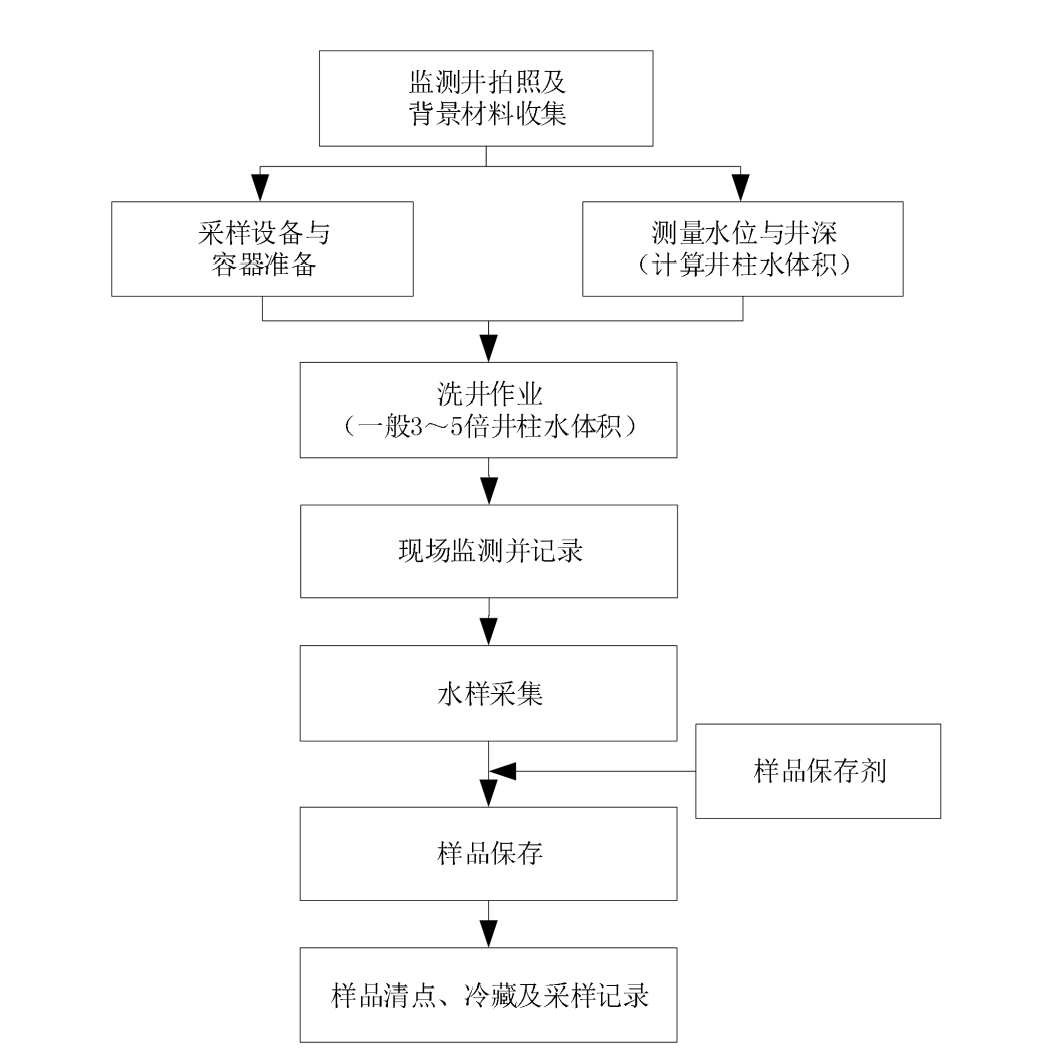 监测井拍照及
背景材料收集
采样设备与
容器准备
测量水位与井深
（计算井柱水体积）
洗井作业
（一般3～5倍井柱水体积）
现场监测并记录
水样采集
样品保存剂
样品保存
样品清点、冷藏及采样记录